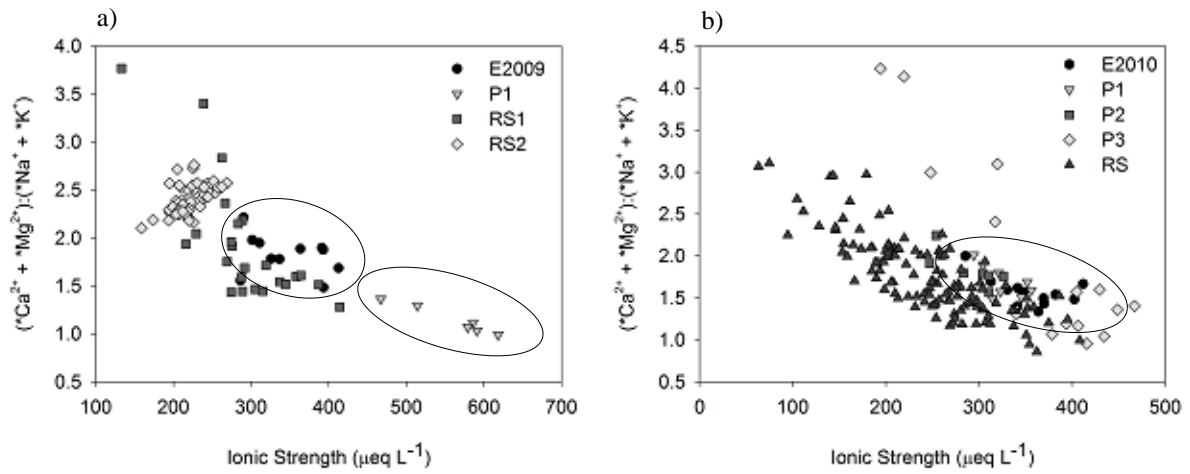 a)
4.0
3.5
3.0
2.5
2.0
1.5
1.0
0.5
100 200 300 400 500 600 700
(*Ca²⁺ + *Mg²⁺):(*Na⁺ + *K⁺)
Ionic Strength (µeq L⁻¹)
E2009
P1
RS1
RS2
b)
4.5
4.0
3.5
3.0
2.5
2.0
1.5
1.0
0.5
0 100 200 300 400 500
(*Ca²⁺ + *Mg²⁺):(*Na⁺ + *K⁺)
Ionic Strength (µeq L⁻¹)
E2010
P1
P2
P3
RS